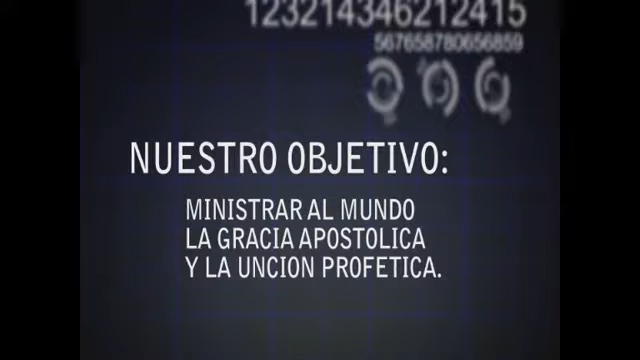 123214346212415
567658780656859
NUESTRO OBJETIVO:
MINISTRAR AL MUNDO
LA GRACIA APOSTOLICA
Y LA UNCION PROFETICA.